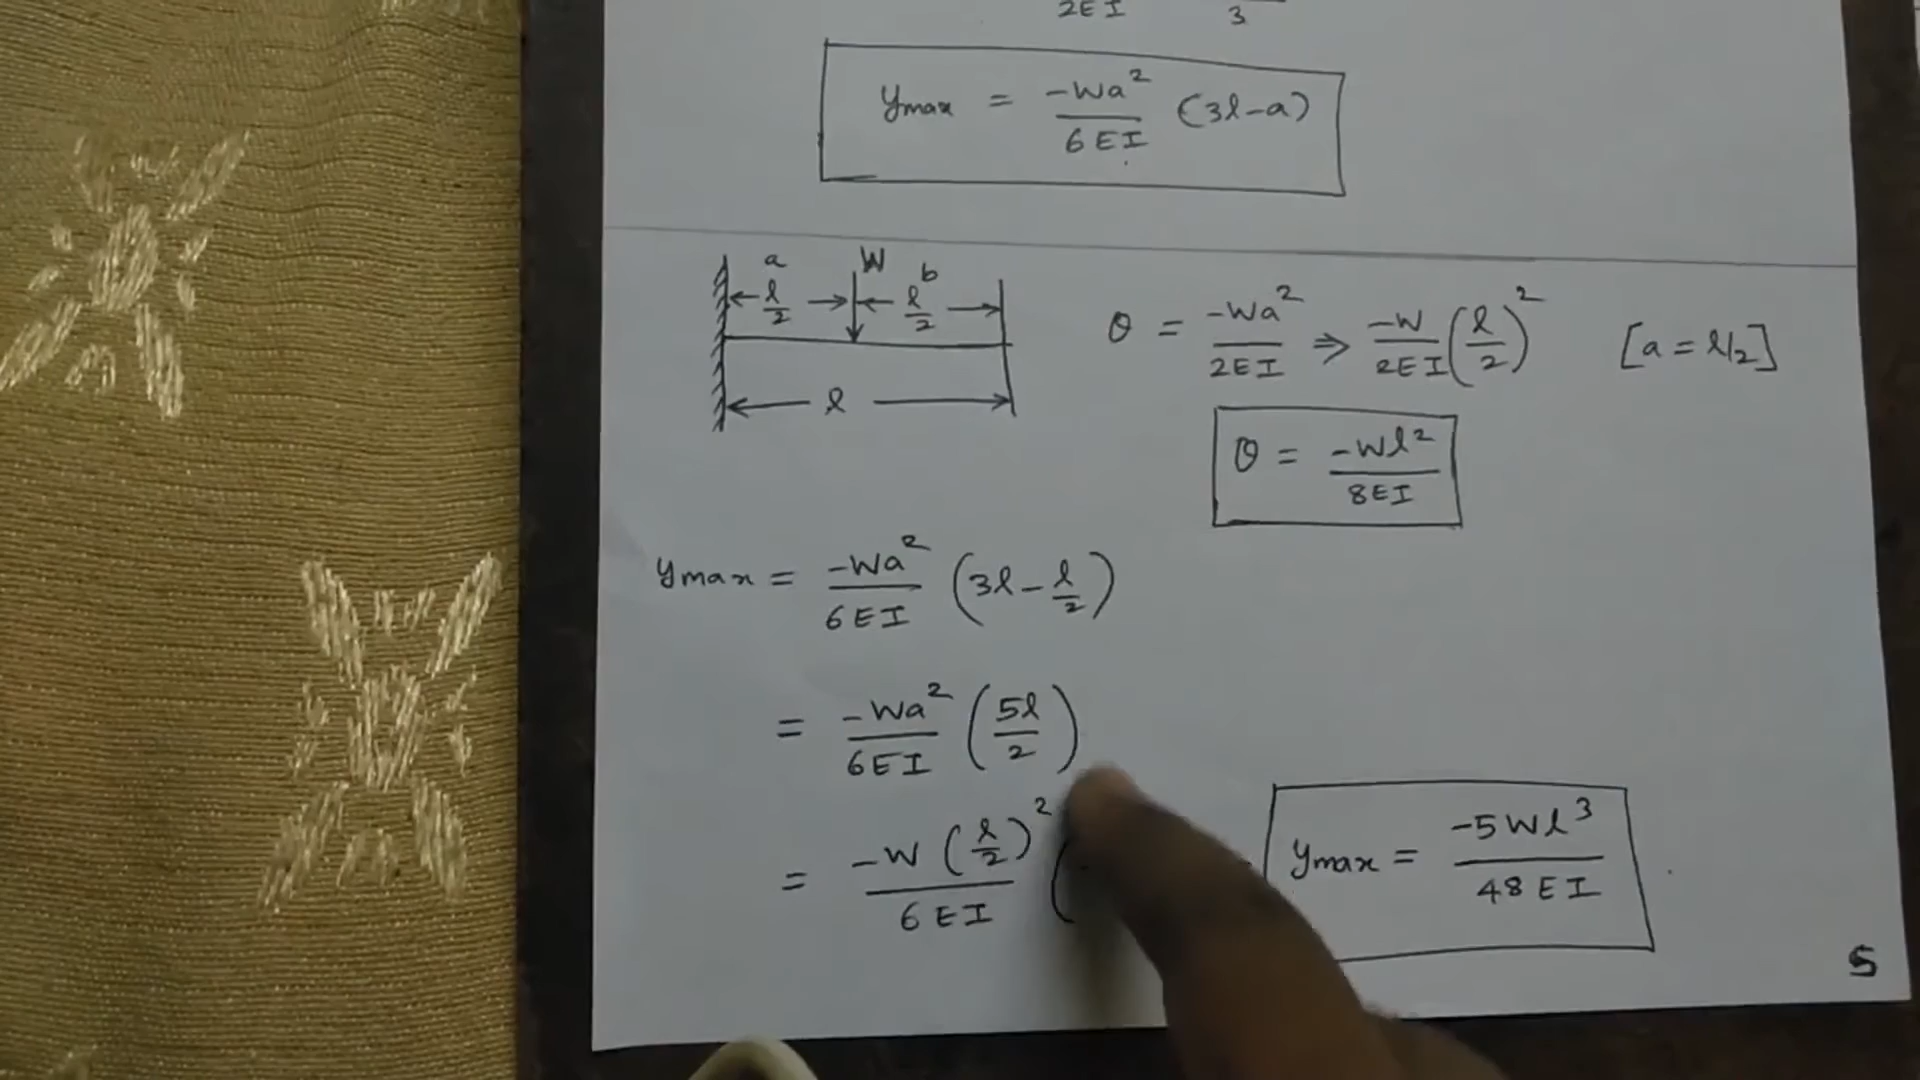 2EI 3
ymax = -Wa²/6EI (3l-a)
a W b
l/2 l/2
l
θ = -Wa²/2EI ⇒ -W/2EI (l/2)² [a = l/2]
θ = -Wl²/8EI
ymax = -Wa²/6EI (3l - l/2)
= -Wa²/6EI (5l/2)
= -W(l/2)²/6EI (
ymax = -5Wl³/48EI
5